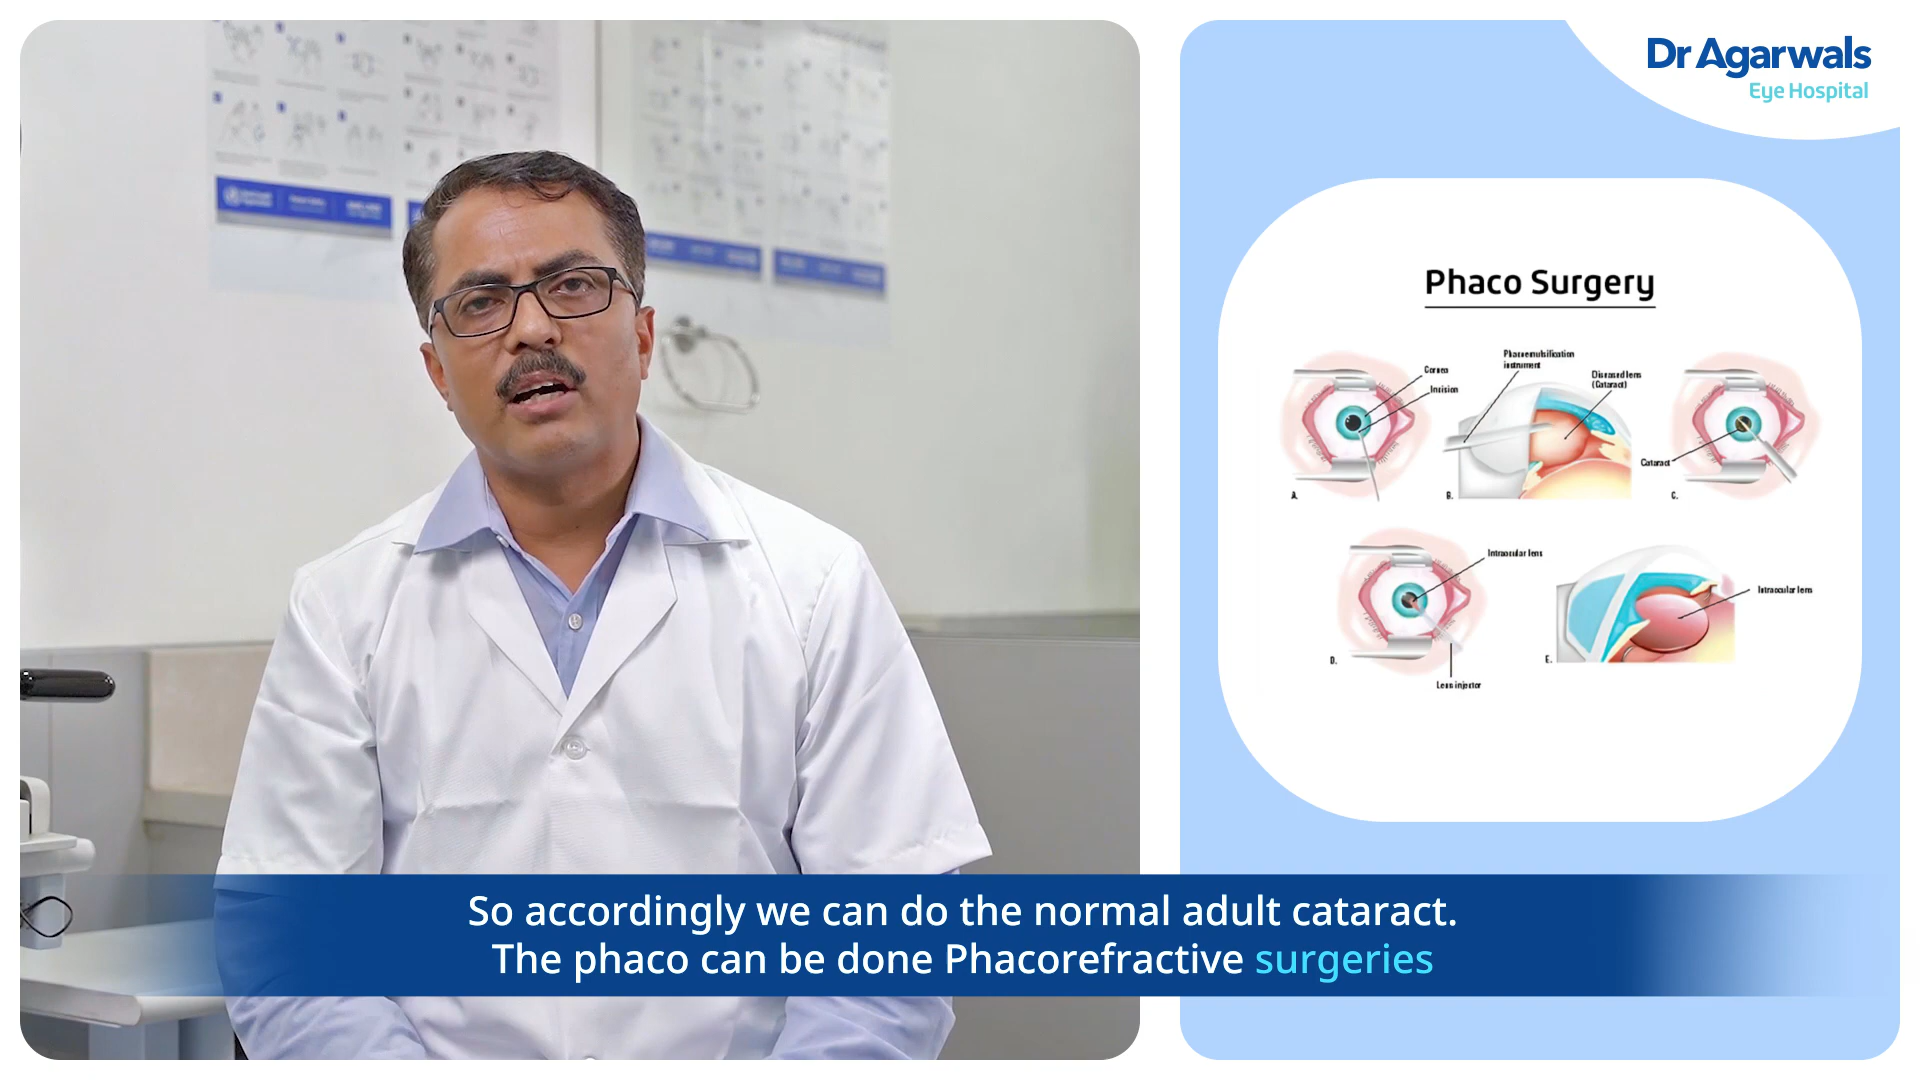 Dr Agarwals
Eye Hospital
Phaco Surgery
Phacoemulsification
instrument
Diseased lens
(Cataract)
Cornea
Incision
Cataract
A.
B.
C.
Intraocular lens
Intraocular lens
D.
E.
Lens injector
So accordingly we can do the normal adult cataract.
The phaco can be done Phacorefractive surgeries